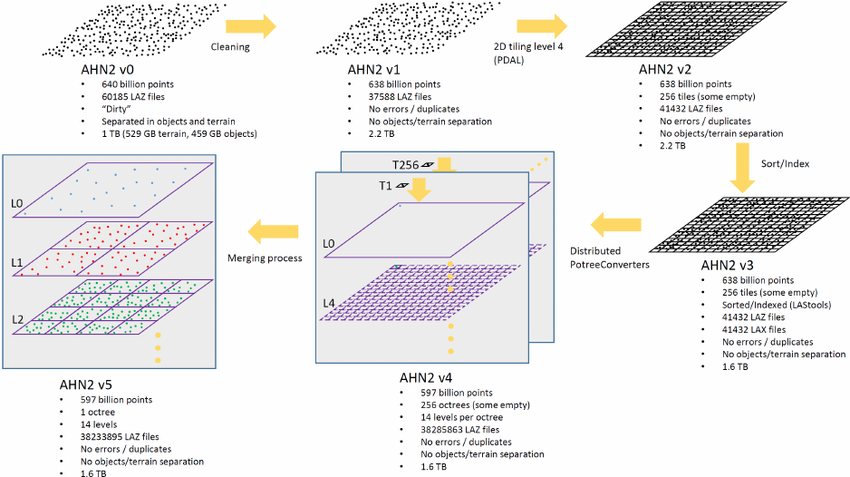 Cleaning
2D tiling level 4
(PDAL)
AHN2 v0
• 640 billion points
• 60185 LAZ files
• “Dirty”
• Separated in objects and terrain
• 1 TB (529 GB terrain, 459 GB objects)
AHN2 v1
• 638 billion points
• 37588 LAZ files
• No errors / duplicates
• No objects/terrain separation
• 2.2 TB
AHN2 v2
• 638 billion points
• 256 tiles (some empty)
• 41432 LAZ files
• No errors / duplicates
• No objects/terrain separation
• 2.2 TB
Sort/Index
AHN2 v3
• 638 billion points
• 256 tiles (some empty)
• Sorted/Indexed (LAStools)
• 41432 LAZ files
• 41432 LAX files
• No errors / duplicates
• No objects/terrain separation
• 1.6 TB
Distributed
PotreeConverters
T256
T1
L0
L4
AHN2 v4
• 597 billion points
• 256 octrees (some empty)
• 14 levels per octree
• 38285863 LAZ files
• No errors / duplicates
• No objects/terrain separation
• 1.6 TB
Merging process
L0
L1
L2
AHN2 v5
• 597 billion points
• 1 octree
• 14 levels
• 38233895 LAZ files
• No errors / duplicates
• No objects/terrain separation
• 1.6 TB